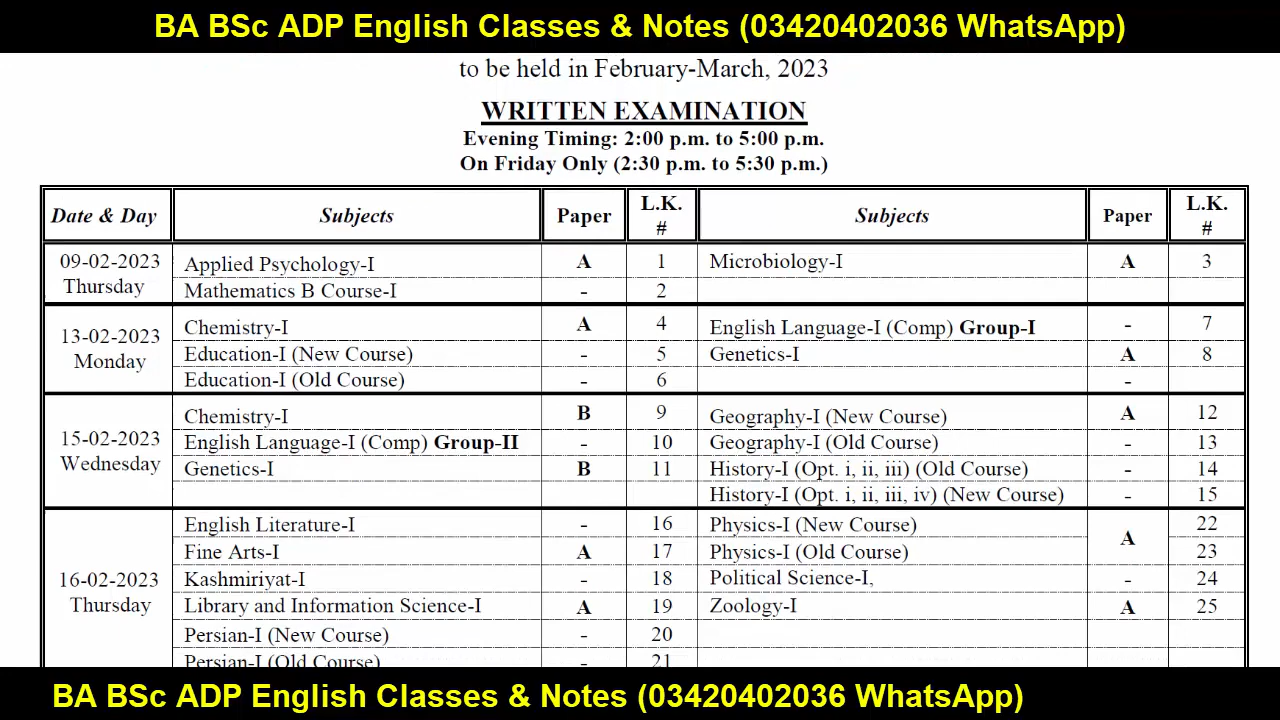 BA BSc ADP English Classes & Notes (03420402036 WhatsApp)
to be held in February-March, 2023
WRITTEN EXAMINATION
Evening Timing: 2:00 p.m. to 5:00 p.m.
On Friday Only (2:30 p.m. to 5:30 p.m.)
Date & Day Subjects Paper L.K. # Subjects Paper L.K. #
09-02-2023 Thursday
Applied Psychology-I A 1 Microbiology-I A 3
Mathematics B Course-I - 2
13-02-2023 Monday
Chemistry-I A 4 English Language-I (Comp) Group-I - 7
Education-I (New Course) - 5 Genetics-I A 8
Education-I (Old Course) - 6 -
15-02-2023 Wednesday
Chemistry-I B 9 Geography-I (New Course) A 12
English Language-I (Comp) Group-II - 10 Geography-I (Old Course) - 13
Genetics-I B 11 History-I (Opt. i, ii, iii) (Old Course) - 14
History-I (Opt. i, ii, iii, iv) (New Course) - 15
16-02-2023 Thursday
English Literature-I - 16 Physics-I (New Course) A 22
Fine Arts-I A 17 Physics-I (Old Course) 23
Kashmiriyat-I - 18 Political Science-I, - 24
Library and Information Science-I A 19 Zoology-I A 25
Persian-I (New Course) - 20
Persian-I (Old Course) - 21
BA BSc ADP English Classes & Notes (03420402036 WhatsApp)